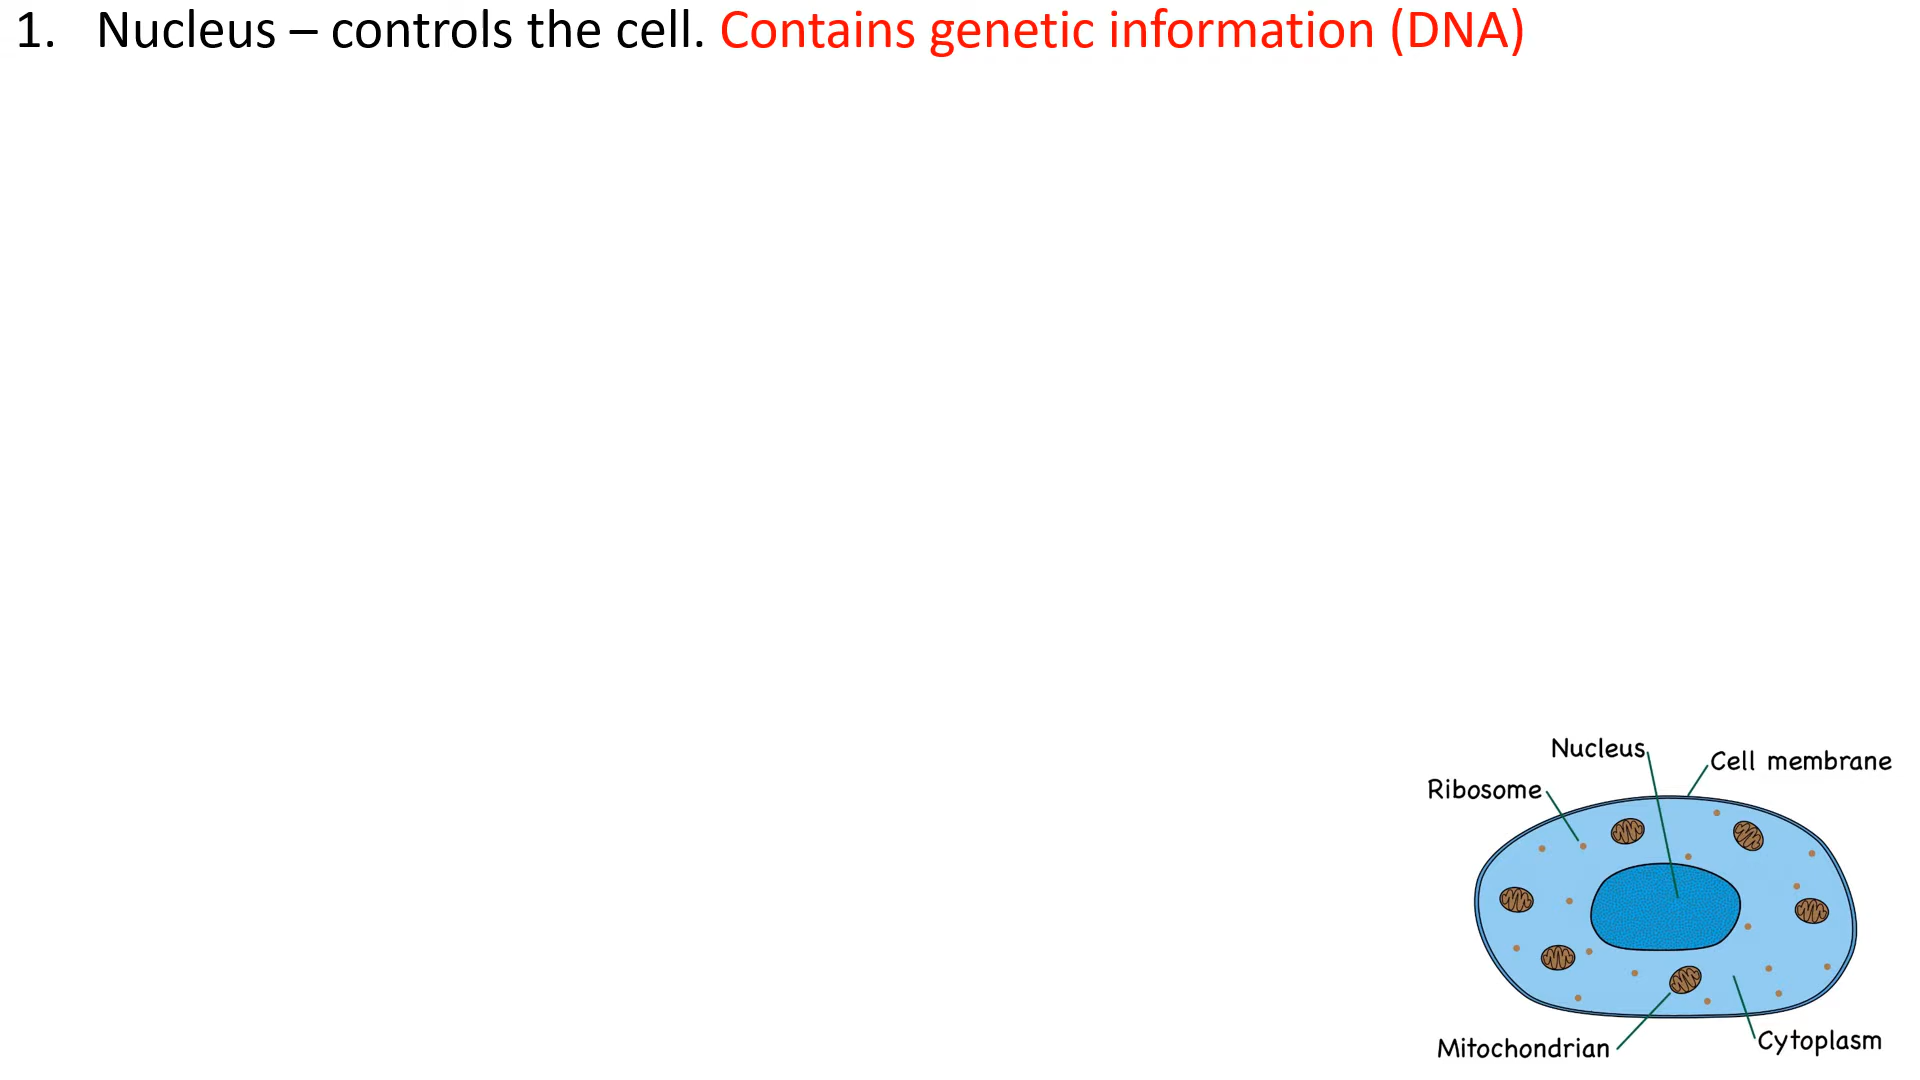 1. Nucleus – controls the cell. Contains genetic information (DNA)
Nucleus
Cell membrane
Ribosome
Mitochondrian
Cytoplasm